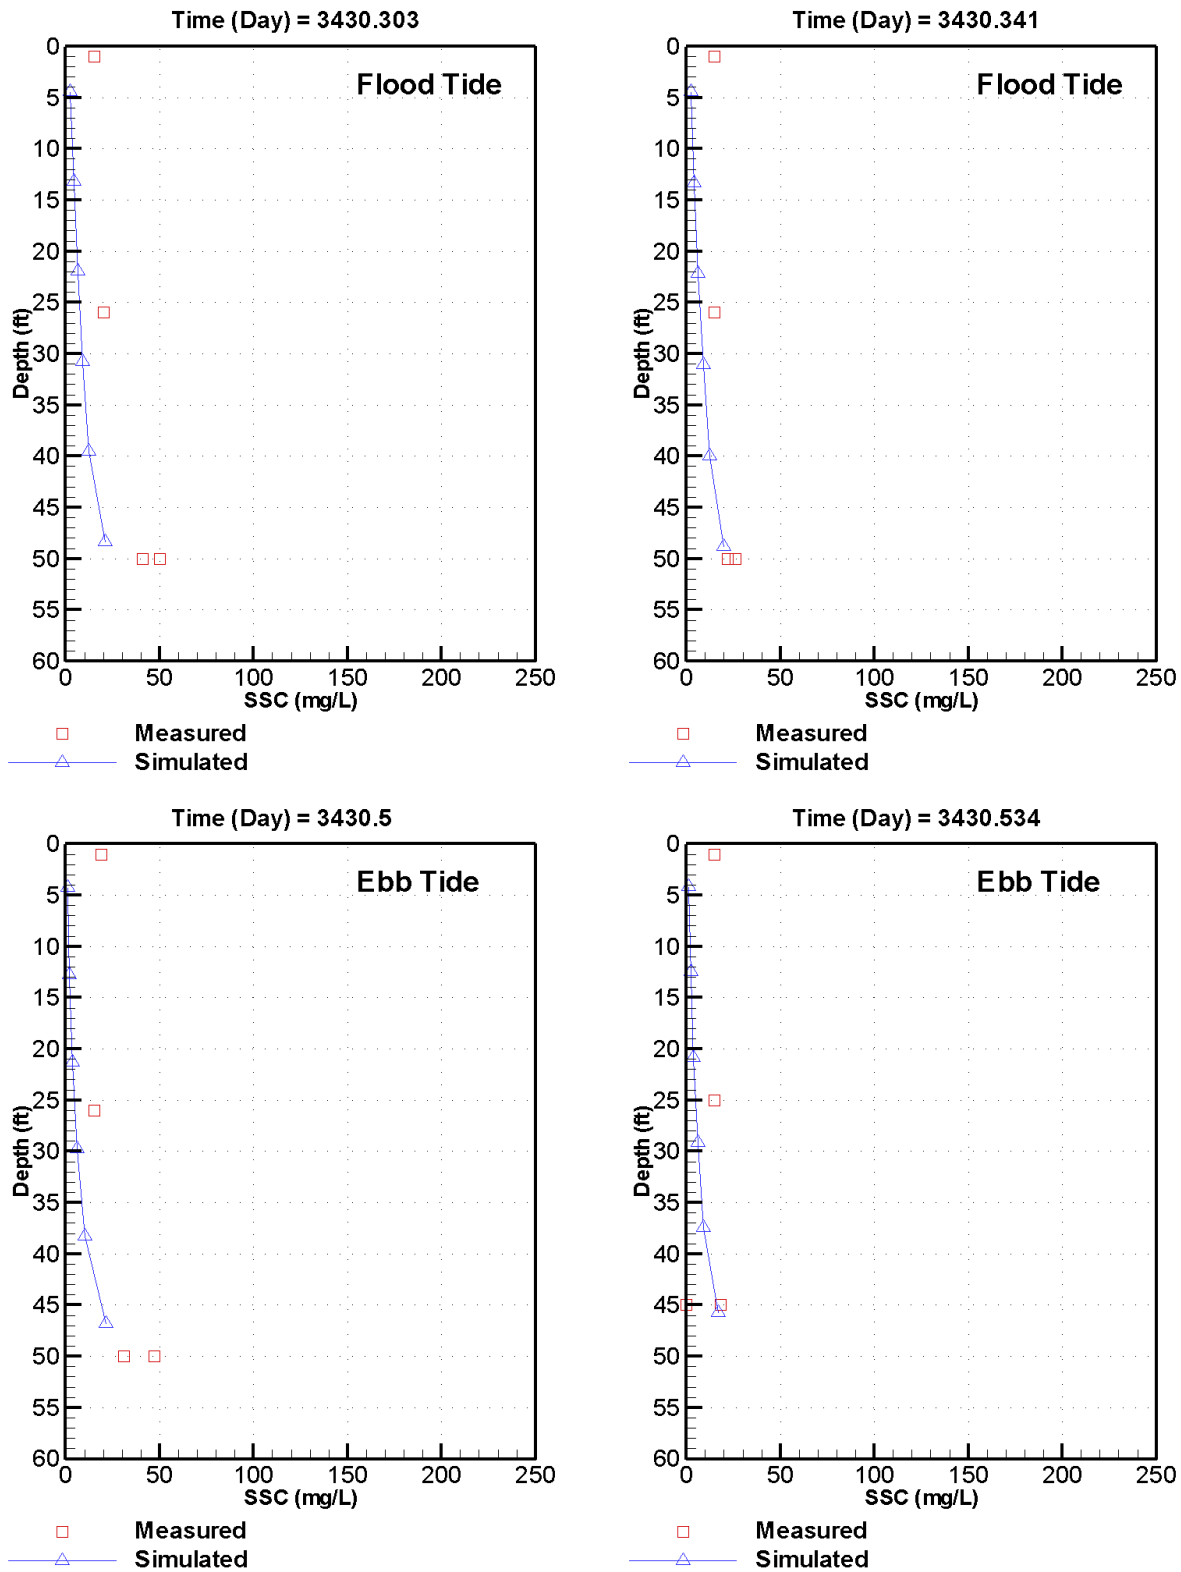 Time (Day) = 3430.303
Flood Tide
0
5
10
15
20
25
30
35
40
45
50
55
60
Depth (ft)
0 50 100 150 200 250
SSC (mg/L)
Measured
Simulated
Time (Day) = 3430.341
Flood Tide
0
5
10
15
20
25
30
35
40
45
50
55
60
Depth (ft)
0 50 100 150 200 250
SSC (mg/L)
Measured
Simulated
Time (Day) = 3430.5
Ebb Tide
0
5
10
15
20
25
30
35
40
45
50
55
60
Depth (ft)
0 50 100 150 200 250
SSC (mg/L)
Measured
Simulated
Time (Day) = 3430.534
Ebb Tide
0
5
10
15
20
25
30
35
40
45
50
55
60
Depth (ft)
0 50 100 150 200 250
SSC (mg/L)
Measured
Simulated